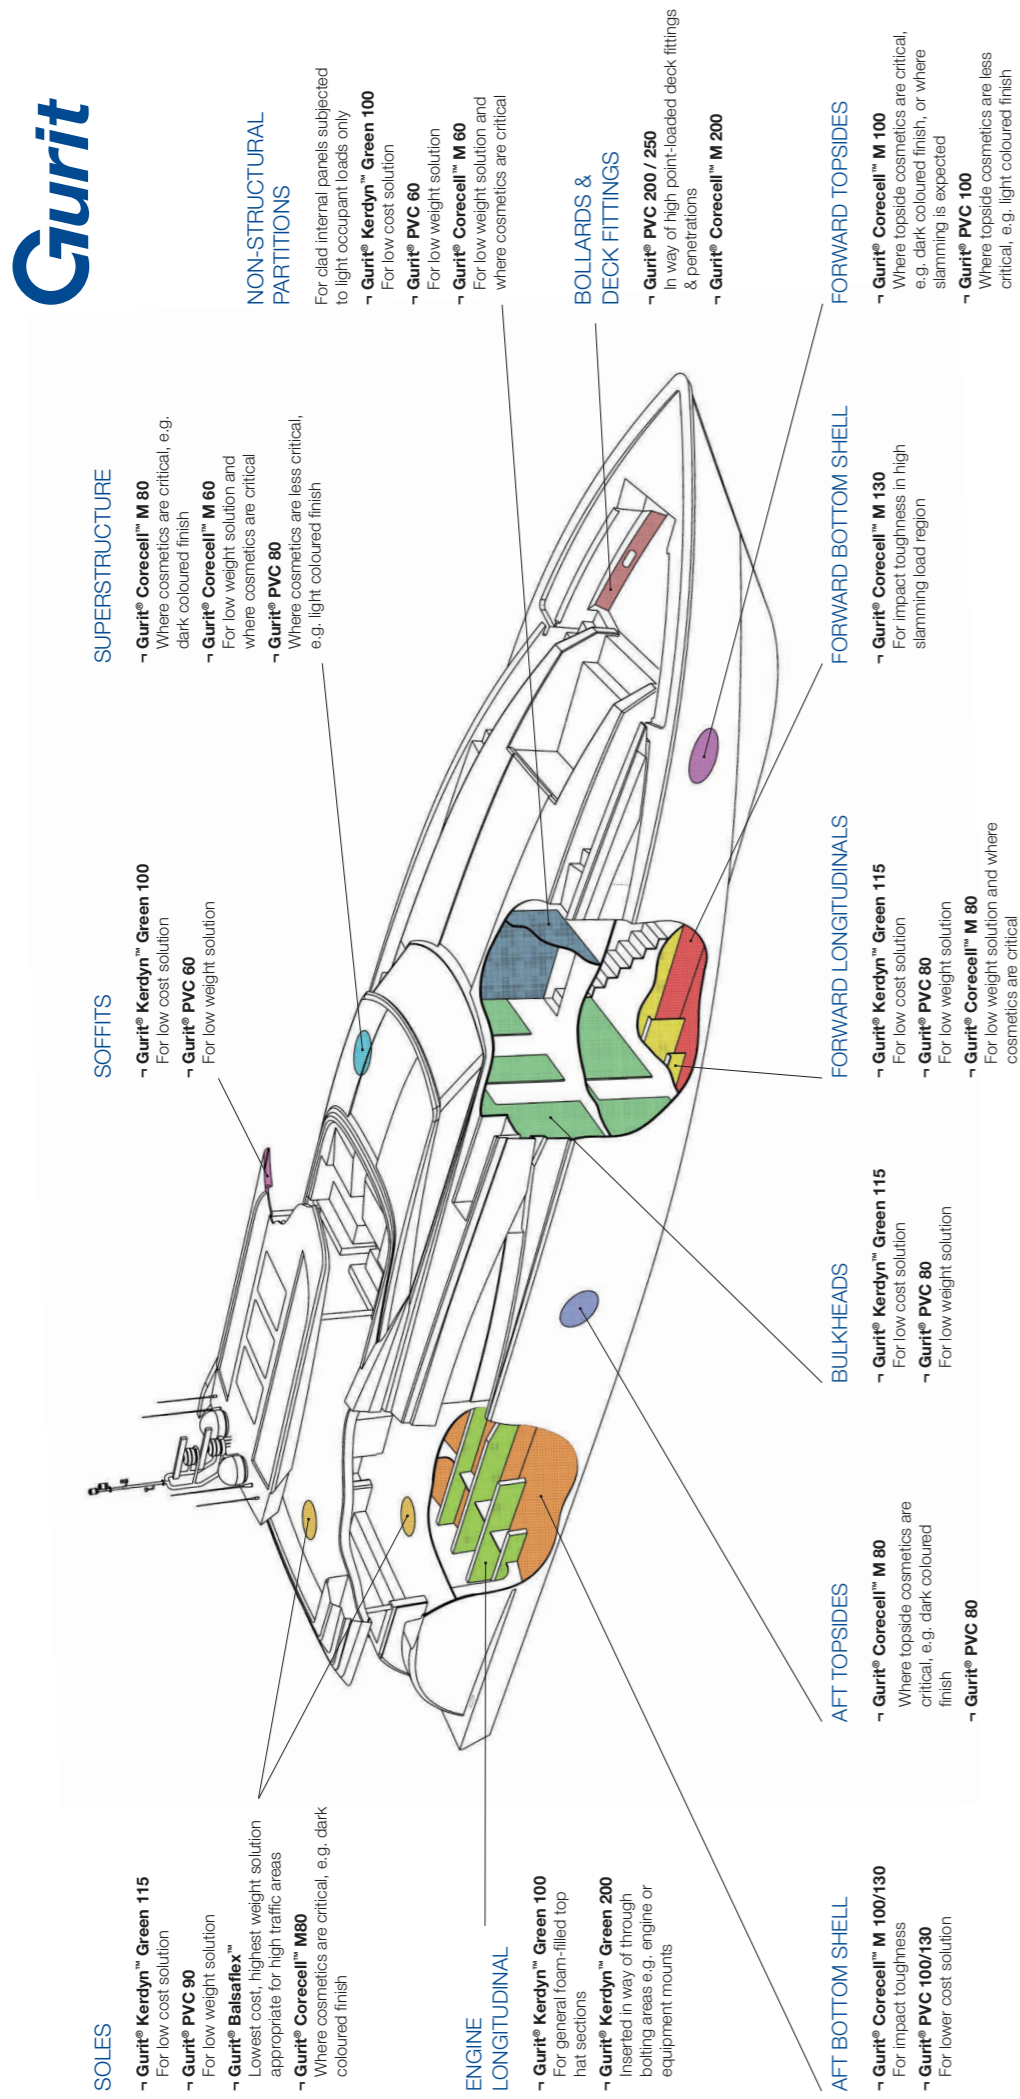 Gurit
SOLES
¬ Gurit® Kerdyn™ Green 115
For low cost solution
¬ Gurit® PVC 90
For low weight solution
¬ Gurit® Balsaflex™
Lowest cost, highest weight solution
appropriate for high traffic areas
¬ Gurit® Corecell™ M80
Where cosmetics are critical, e.g. dark
coloured finish
SOFFITS
¬ Gurit® Kerdyn™ Green 100
For low cost solution
¬ Gurit® PVC 60
For low weight solution
SUPERSTRUCTURE
¬ Gurit® Corecell™ M 80
Where cosmetics are critical, e.g.
dark coloured finish
¬ Gurit® Corecell™ M 60
For low weight solution and
where cosmetics are critical
¬ Gurit® PVC 80
Where cosmetics are less critical,
e.g. light coloured finish
NON-STRUCTURAL
PARTITIONS
For clad internal panels subjected
to light occupant loads only
¬ Gurit® Kerdyn™ Green 100
For low cost solution
¬ Gurit® PVC 60
For low weight solution
¬ Gurit® Corecell™ M 60
For low weight solution and
where cosmetics are critical
ENGINE
LONGITUDINAL
¬ Gurit® Kerdyn™ Green 100
For general foam-filled top
hat sections
¬ Gurit® Kerdyn™ Green 200
Inserted in way of through
bolting areas e.g. engine or
equipment mounts
BOLLARDS &
DECK FITTINGS
¬ Gurit® PVC 200 / 250
In way of high point-loaded deck fittings
& penetrations
¬ Gurit® Corecell™ M 200
AFT BOTTOM SHELL
¬ Gurit® Corecell™ M 100/130
For impact toughness
¬ Gurit® PVC 100/130
For lower cost solution
AFT TOPSIDES
¬ Gurit® Corecell™ M 80
Where topside cosmetics are
critical, e.g. dark coloured
finish
¬ Gurit® PVC 80
BULKHEADS
¬ Gurit® Kerdyn™ Green 115
For low cost solution
¬ Gurit® PVC 80
For low weight solution
FORWARD LONGITUDINALS
¬ Gurit® Kerdyn™ Green 115
For low cost solution
¬ Gurit® PVC 80
For low weight solution
¬ Gurit® Corecell™ M 80
For low weight solution and where
cosmetics are critical
FORWARD BOTTOM SHELL
¬ Gurit® Corecell™ M 130
For impact toughness in high
slamming load region
FORWARD TOPSIDES
¬ Gurit® Corecell™ M 100
Where topside cosmetics are critical,
e.g. dark coloured finish, or where
slamming is expected
¬ Gurit® PVC 100
Where topside cosmetics are less
critical, e.g. light coloured finish